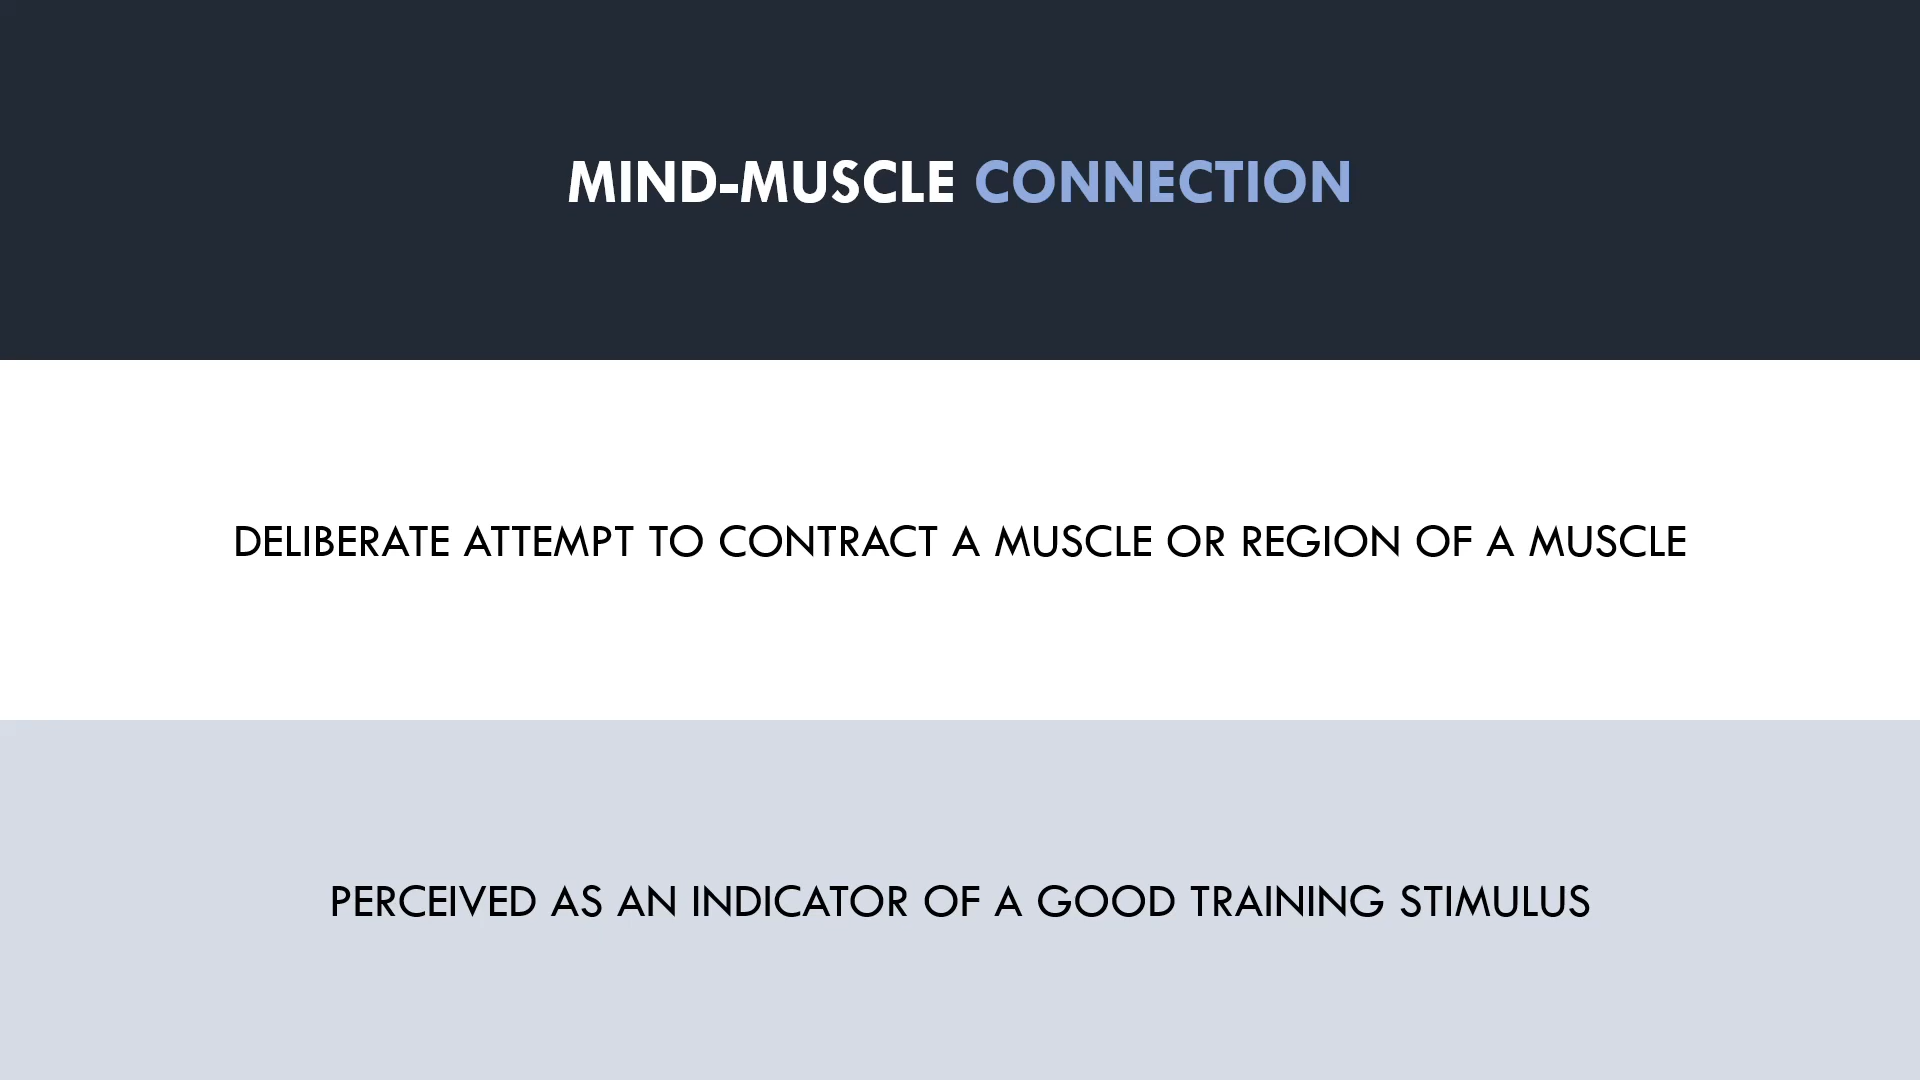 MIND-MUSCLE CONNECTION
DELIBERATE ATTEMPT TO CONTRACT A MUSCLE OR REGION OF A MUSCLE
PERCEIVED AS AN INDICATOR OF A GOOD TRAINING STIMULUS